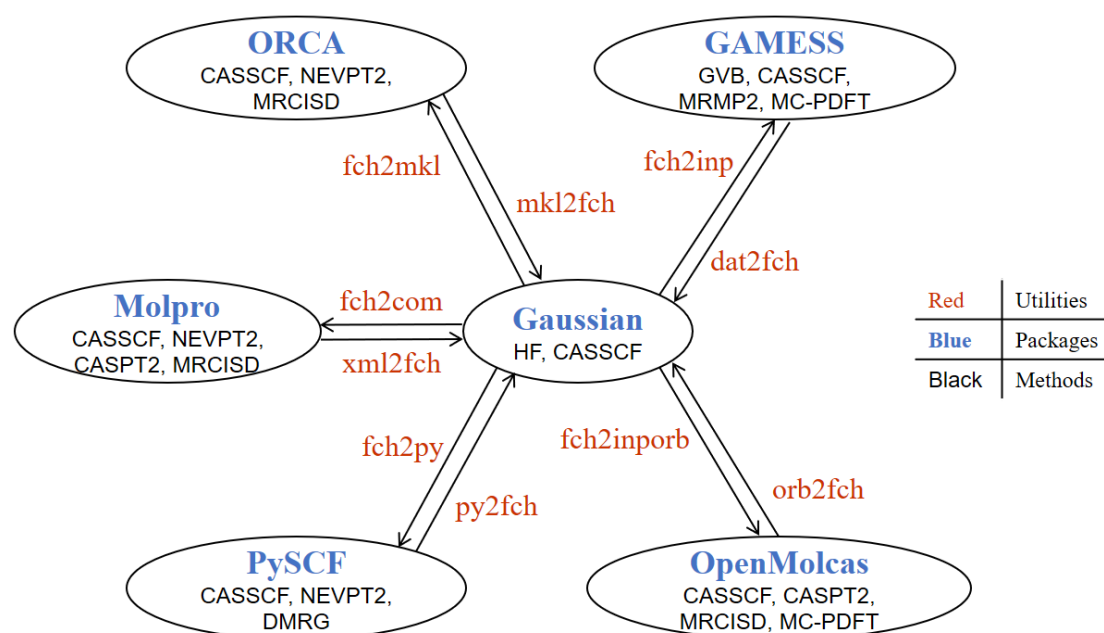 ORCA
CASSCF, NEVPT2,
MRCISD
GAMESS
GVB, CASSCF,
MRMP2, MC-PDFT
fch2mkl
mkl2fch
fch2inp
dat2fch
Molpro
CASSCF, NEVPT2,
CASPT2, MRCISD
fch2com
xml2fch
Gaussian
HF, CASSCF
Red Utilities
Blue Packages
Black Methods
fch2py
py2fch
fch2inporb
orb2fch
PySCF
CASSCF, NEVPT2,
DMRG
OpenMolcas
CASSCF, CASPT2,
MRCISD, MC-PDFT